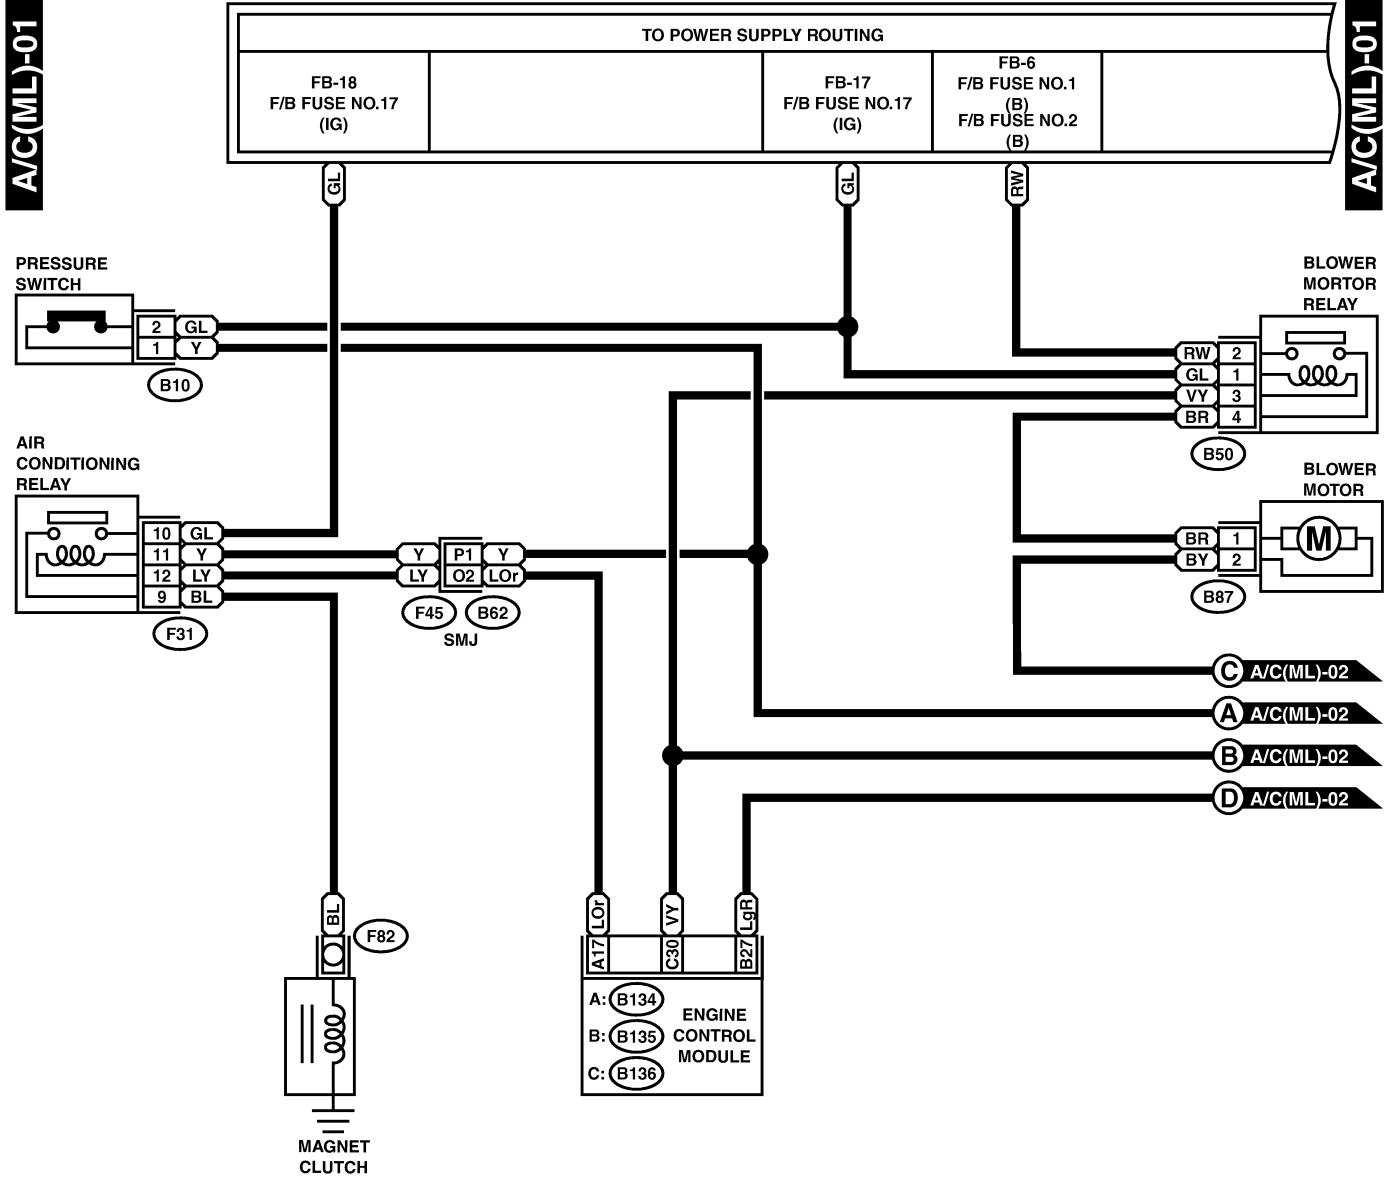 A/C(ML)-01
A/C(ML)-01
TO POWER SUPPLY ROUTING
FB-18
F/B FUSE NO.17
(IG)
FB-17
F/B FUSE NO.17
(IG)
FB-6
F/B FUSE NO.1
(B)
F/B FUSE NO.2
(B)
GL
GL
RW
PRESSURE
SWITCH
2 GL
1 Y
B10
BLOWER
MORTOR
RELAY
RW 2
GL 1
VY 3
BR 4
B50
AIR
CONDITIONING
RELAY
10 GL
11 Y
12 LY
9 BL
F31
Y P1 Y
LY O2 LOr
F45 B62
SMJ
BLOWER
MOTOR
M
BR 1
BY 2
B87
C A/C(ML)-02
A A/C(ML)-02
B A/C(ML)-02
D A/C(ML)-02
BL
F82
MAGNET
CLUTCH
LOr
VY
LgR
A17
C30
B27
A: B134
B: B135
C: B136
ENGINE
CONTROL
MODULE